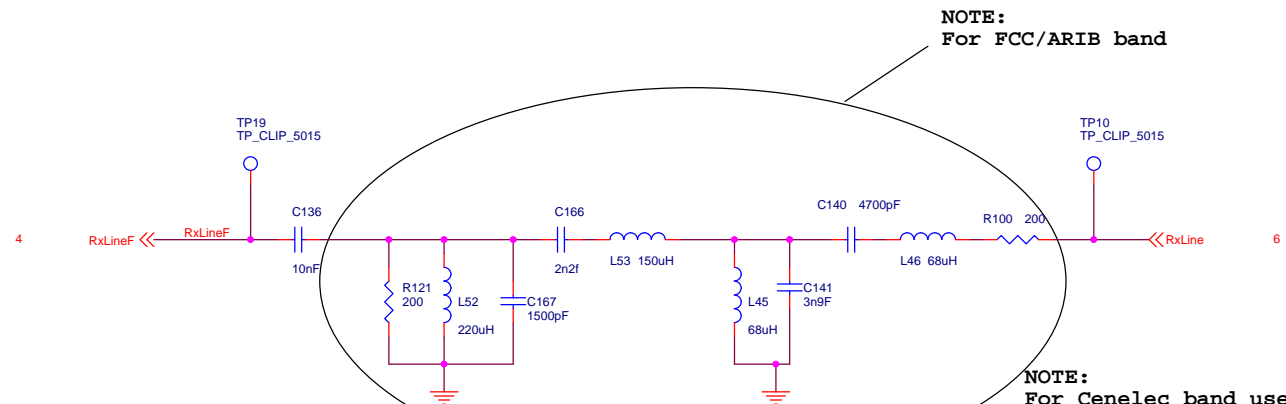 NOTE:
For FCC/ARIB band
TP19
TP_CLIP_5015
TP10
TP_CLIP_5015
C136
C166
C140 4700pF
R100 200
4
RxLineF
RxLineF
RxLine
6
10nF
2n2f
L53 150uH
L46 68uH
R121
200
L52
220uH
C167
1500pF
L45
68uH
C141
3n9F
NOTE:
For Cenelec band use